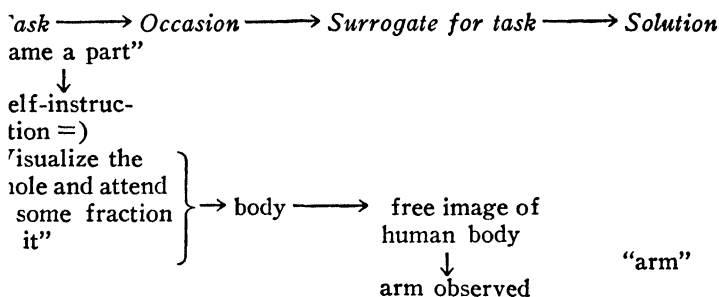 ask Occasion Surrogate for task Solution
ame a part”
elf-instruc-
tion =)
isualize the
ole and attend
some fraction → body → free image of
it” human body
“arm”
arm observed